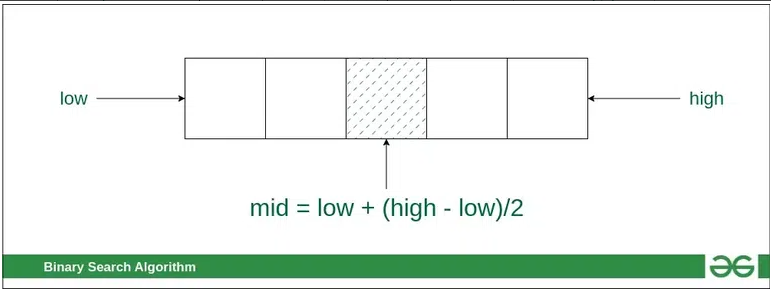 low
high
mid = low + (high - low)/2
Binary Search Algorithm